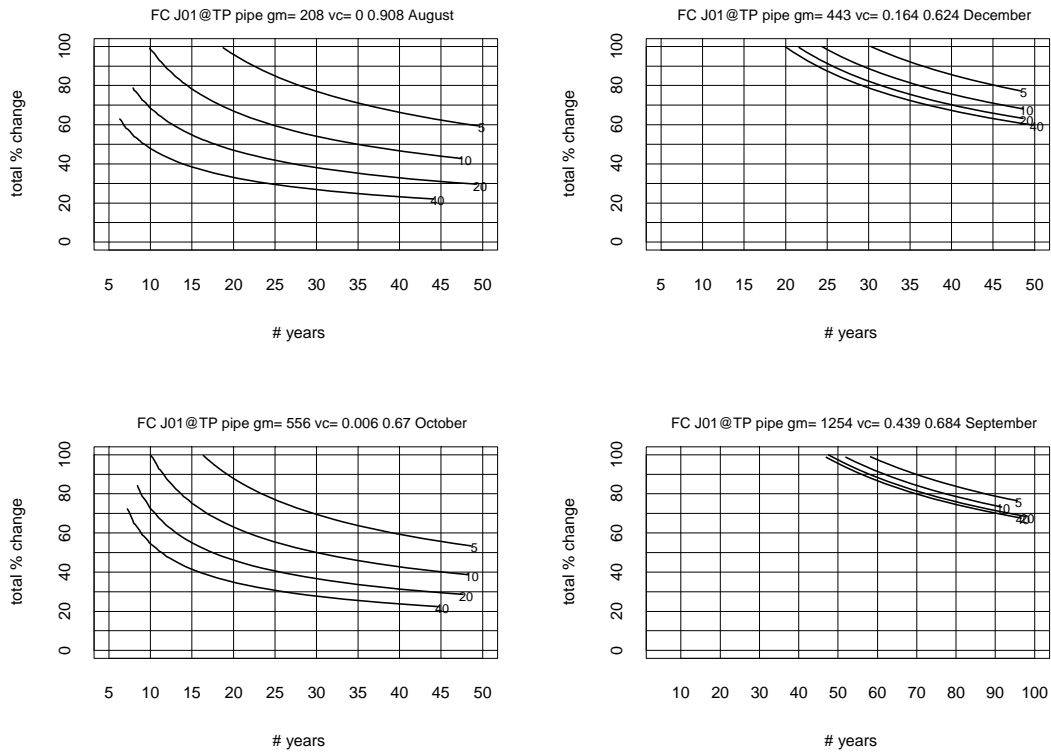 FC J01@TP pipe gm= 208 vc= 0 0.908 August
total % change
100
80
60
40
20
0
5
10
20
40
5 10 15 20 25 30 35 40 45 50
# years
FC J01@TP pipe gm= 443 vc= 0.164 0.624 December
total % change
100
80
60
40
20
0
5
10
20
40
5 10 15 20 25 30 35 40 45 50
# years
FC J01@TP pipe gm= 556 vc= 0.006 0.67 October
total % change
100
80
60
40
20
0
5
10
20
40
5 10 15 20 25 30 35 40 45 50
# years
FC J01@TP pipe gm= 1254 vc= 0.439 0.684 September
total % change
100
80
60
40
20
0
5
10
20
40
10 20 30 40 50 60 70 80 90 100
# years